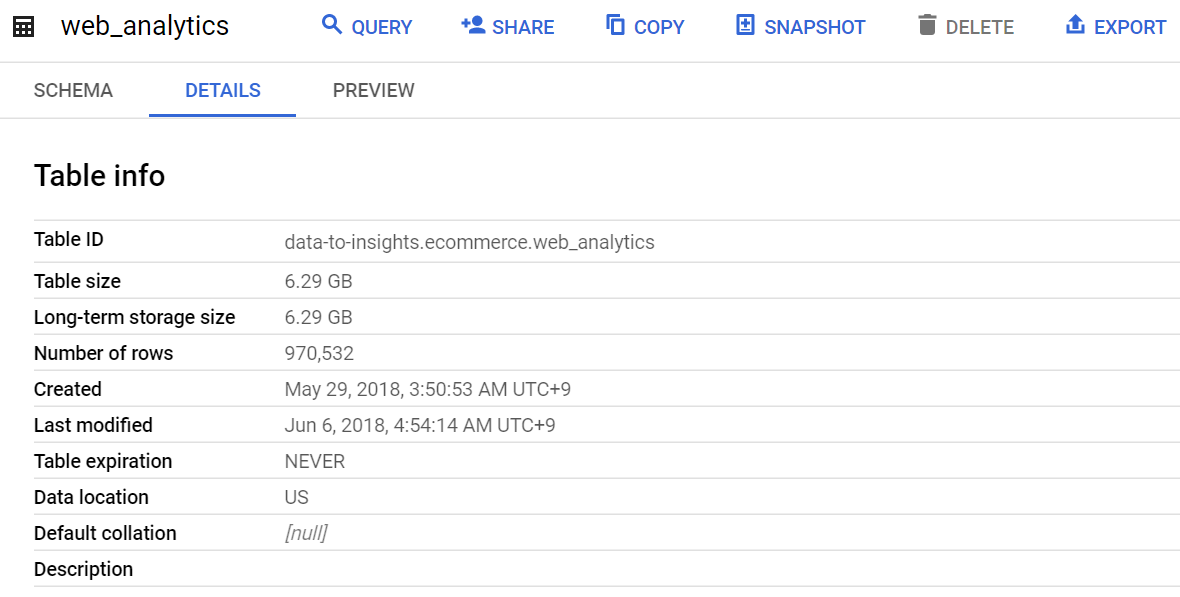 web_analytics QUERY SHARE COPY SNAPSHOT DELETE EXPORT
SCHEMA DETAILS PREVIEW
Table info
Table ID data-to-insights.ecommerce.web_analytics
Table size 6.29 GB
Long-term storage size 6.29 GB
Number of rows 970,532
Created May 29, 2018, 3:50:53 AM UTC+9
Last modified Jun 6, 2018, 4:54:14 AM UTC+9
Table expiration NEVER
Data location US
Default collation [null]
Description